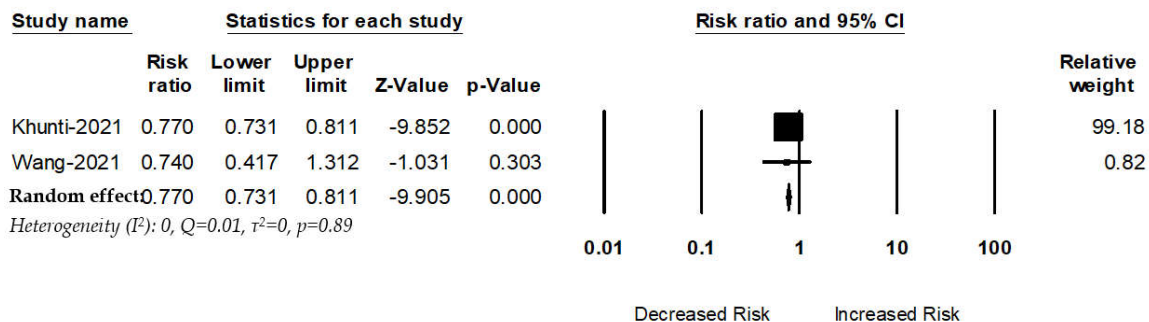 Study name Statistics for each study Risk ratio and 95% CI
Risk Lower Upper Relative
ratio limit limit Z-Value p-Value weight
Khunti-2021 0.770 0.731 0.811 -9.852 0.000 99.18
Wang-2021 0.740 0.417 1.312 -1.031 0.303 0.82
Random effect: 0.770 0.731 0.811 -9.905 0.000
Heterogeneity (I²): 0, Q=0.01, τ²=0, p=0.89
0.01 0.1 1 10 100
Decreased Risk Increased Risk